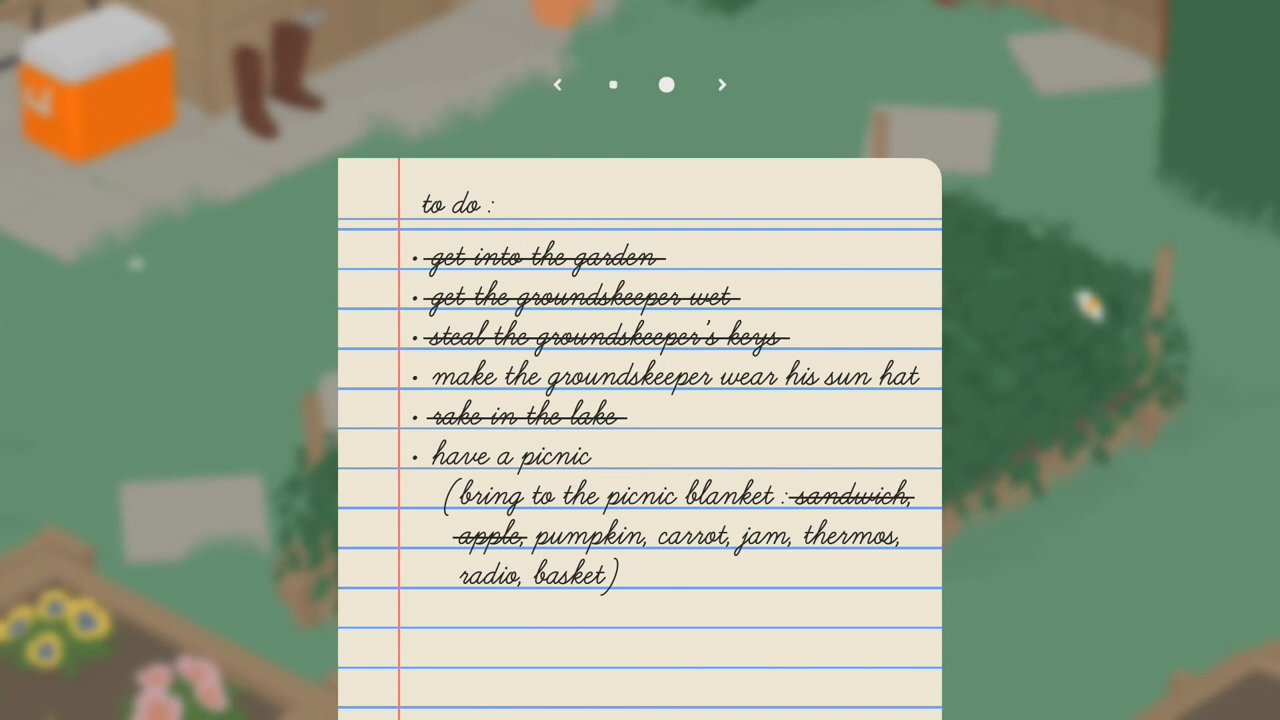 to do :
• get into the garden
• get the groundskeeper wet
• steal the groundskeeper's keys
• make the groundskeeper wear his sun hat
• rake in the lake
• have a picnic
(bring to the picnic blanket : sandwich,
apple, pumpkin, carrot, jam, thermos,
radio, basket)